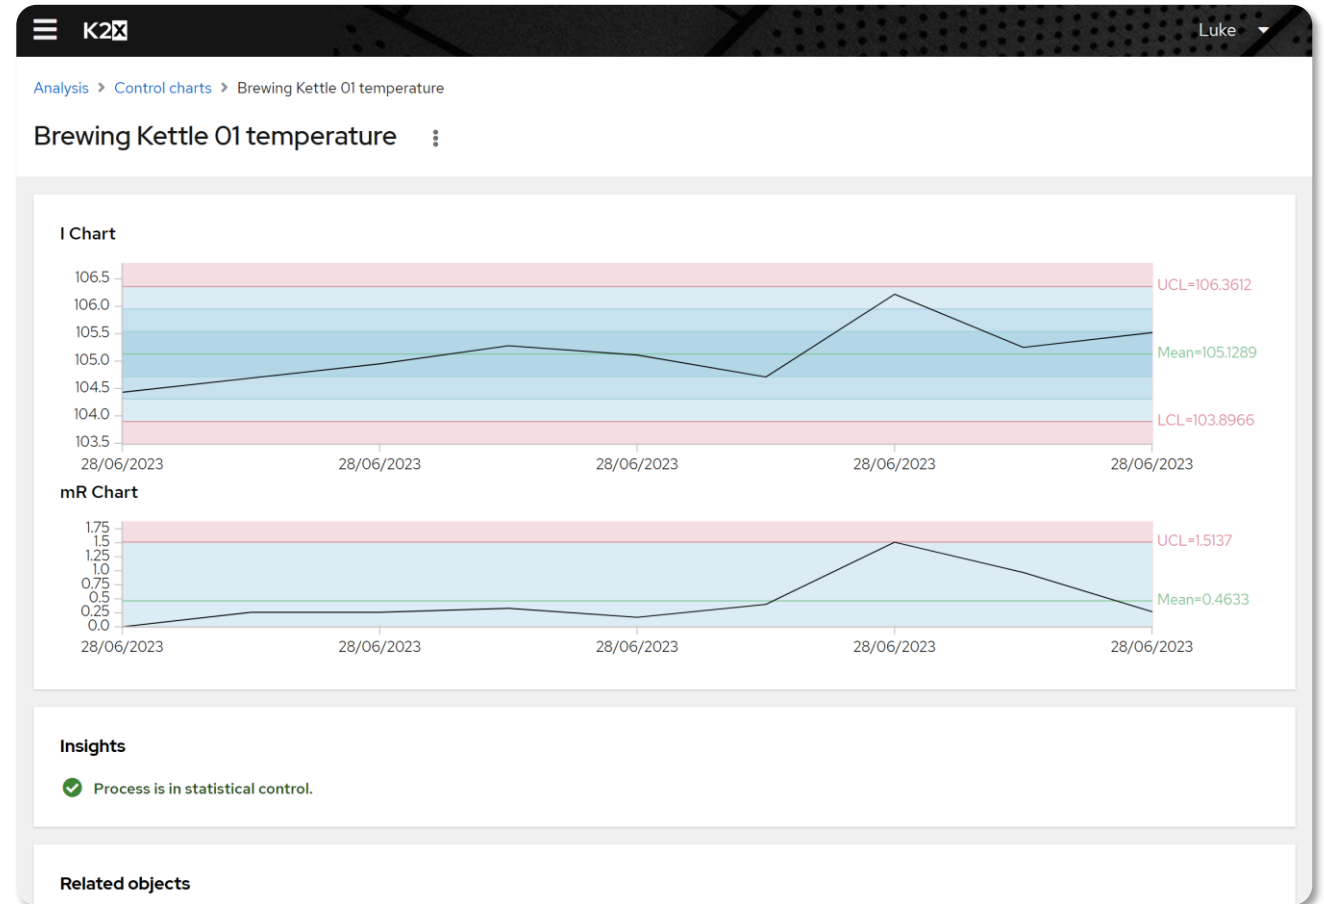 K2X
Luke
Analysis > Control charts > Brewing Kettle 01 temperature
Brewing Kettle 01 temperature
I Chart
106.5
106.0
105.5
105.0
104.5
104.0
103.5
UCL=106.3612
Mean=105.1289
LCL=103.8966
28/06/2023 28/06/2023 28/06/2023 28/06/2023 28/06/2023
mR Chart
1.75
1.5
1.25
1.0
0.75
0.5
0.25
0.0
UCL=1.5137
Mean=0.4633
28/06/2023 28/06/2023 28/06/2023 28/06/2023 28/06/2023
Insights
Process is in statistical control.
Related objects